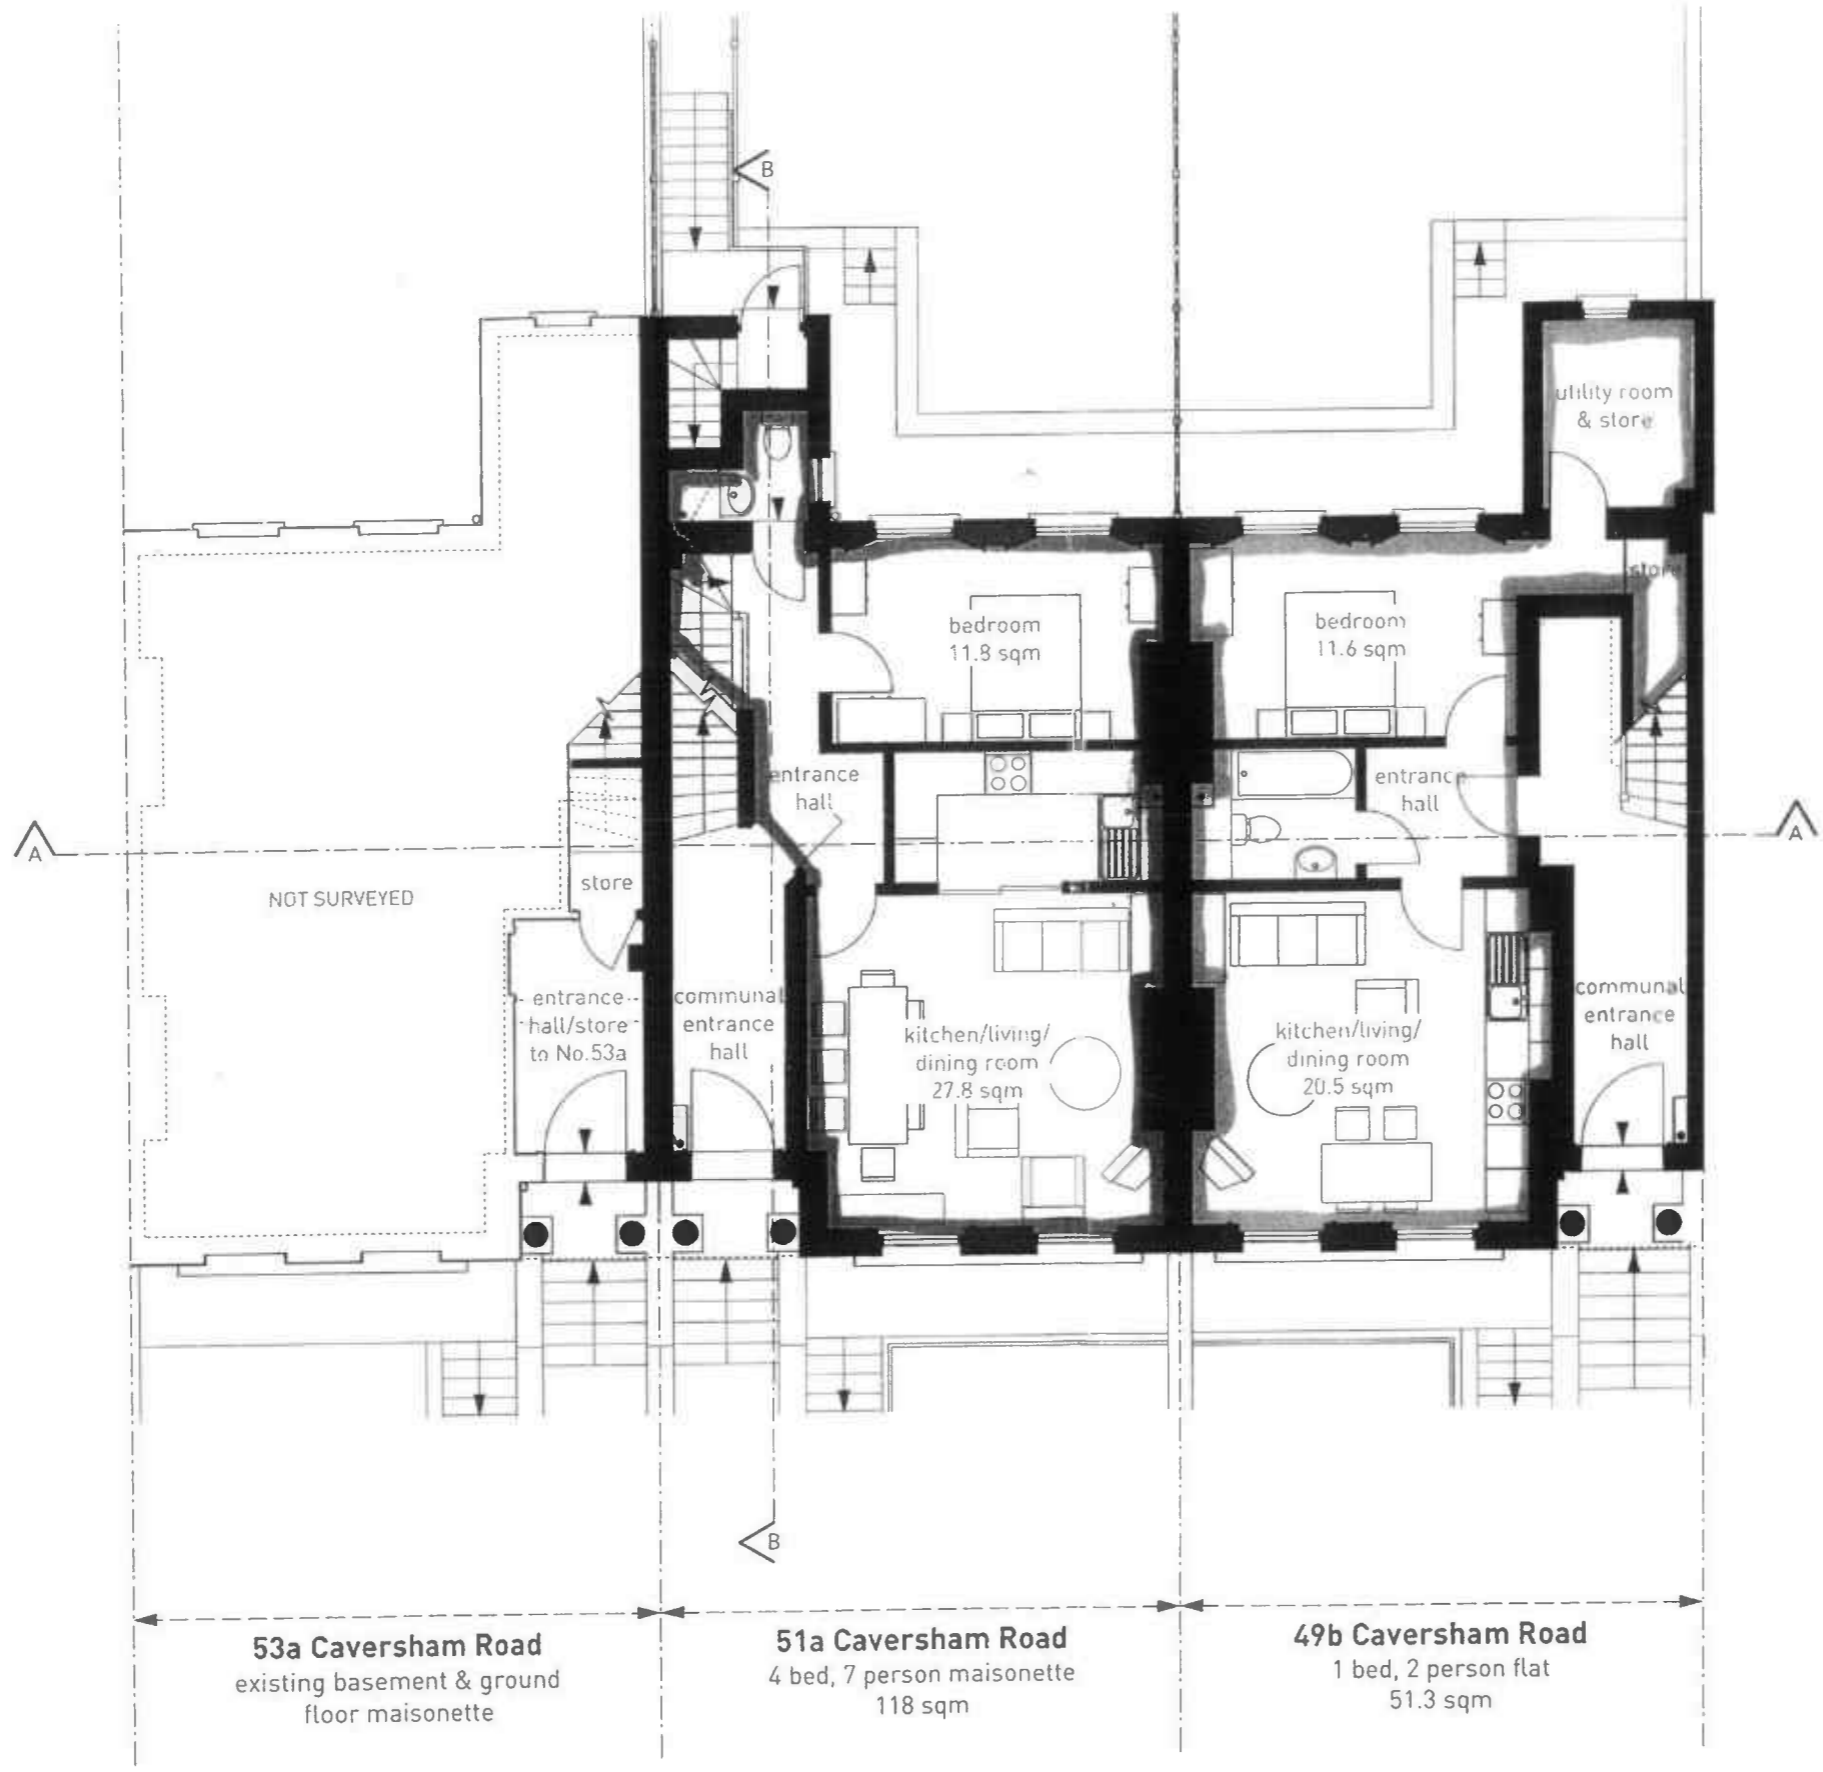 B
utility room
& store
store
bedroom
11.8 sqm
bedroom
11.6 sqm
entrance
hall
entrance
hall
A
A
store
NOT SURVEYED
entrance
hall/store
to No.53a
communal
entrance
hall
kitchen/living/
dining room
27.8 sqm
kitchen/living/
dining room
20.5 sqm
communal
entrance
hall
B
53a Caversham Road
existing basement & ground
floor maisonette
51a Caversham Road
4 bed, 7 person maisonette
118 sqm
49b Caversham Road
1 bed, 2 person flat
51.3 sqm